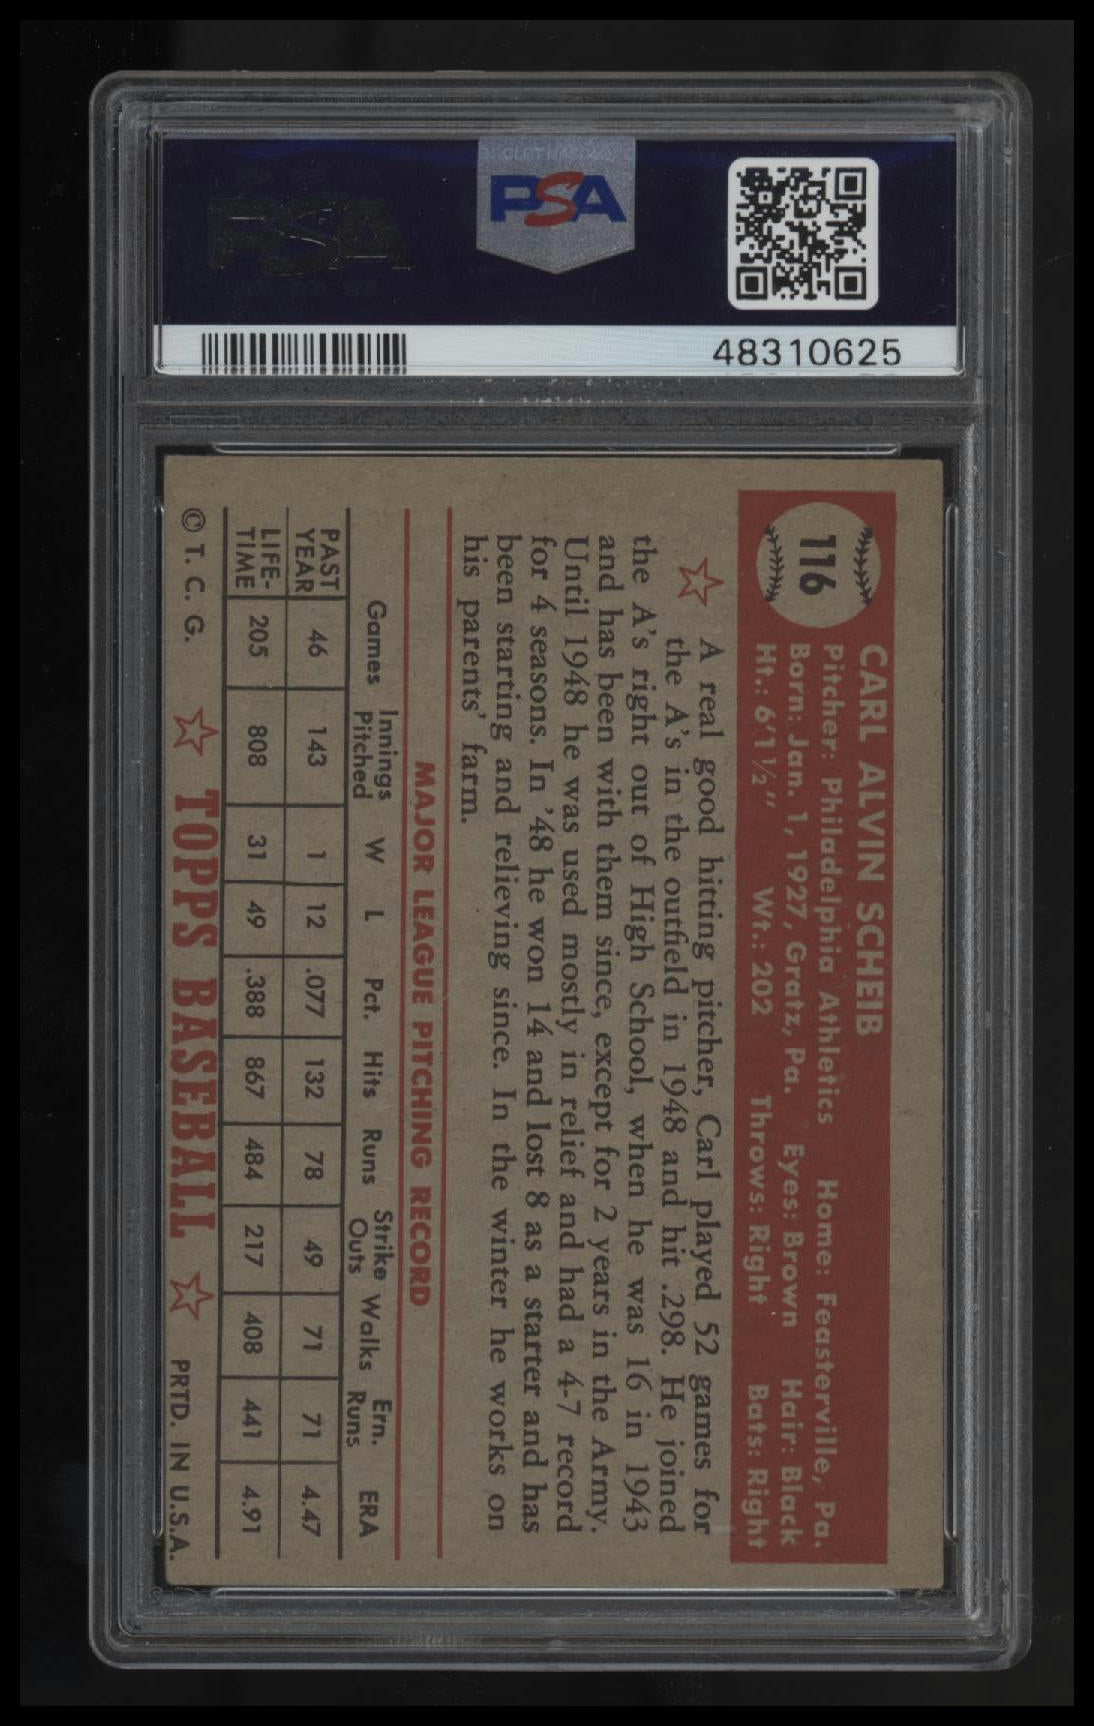 PSA
PSA
48310625
116
CARL ALVIN SCHEIB
Pitcher: Philadelphia Athletics Home: Feasterville, Pa.
Born: Jan. 1, 1927, Gratz, Pa. Eyes: Brown Hair: Black
Ht.: 6'1½" Wt.: 202 Throws: Right Bats: Right
A real good hitting pitcher, Carl played 52 games for
the A's in the outfield in 1948 and hit .298. He joined
the A's right out of High School, when he was 16 in 1943
and has been with them since, except for 2 years in the Army.
Until 1948 he was used mostly in relief and had a 4-7 record
for 4 seasons. In '48 he won 14 and lost 8 as a starter and has
been starting and relieving since. In the winter he works on
his parents' farm.
MAJOR LEAGUE PITCHING RECORD
Games Innings Pitched W L Pct. Hits Runs Strike Outs Walks Ern. Runs ERA
PAST YEAR 46 143 1 12 .077 132 78 49 71 71 4.47
LIFE-TIME 205 808 31 49 .388 867 484 217 408 441 4.91
© T. C. G. TOPPS BASEBALL PRTD. IN U.S.A.